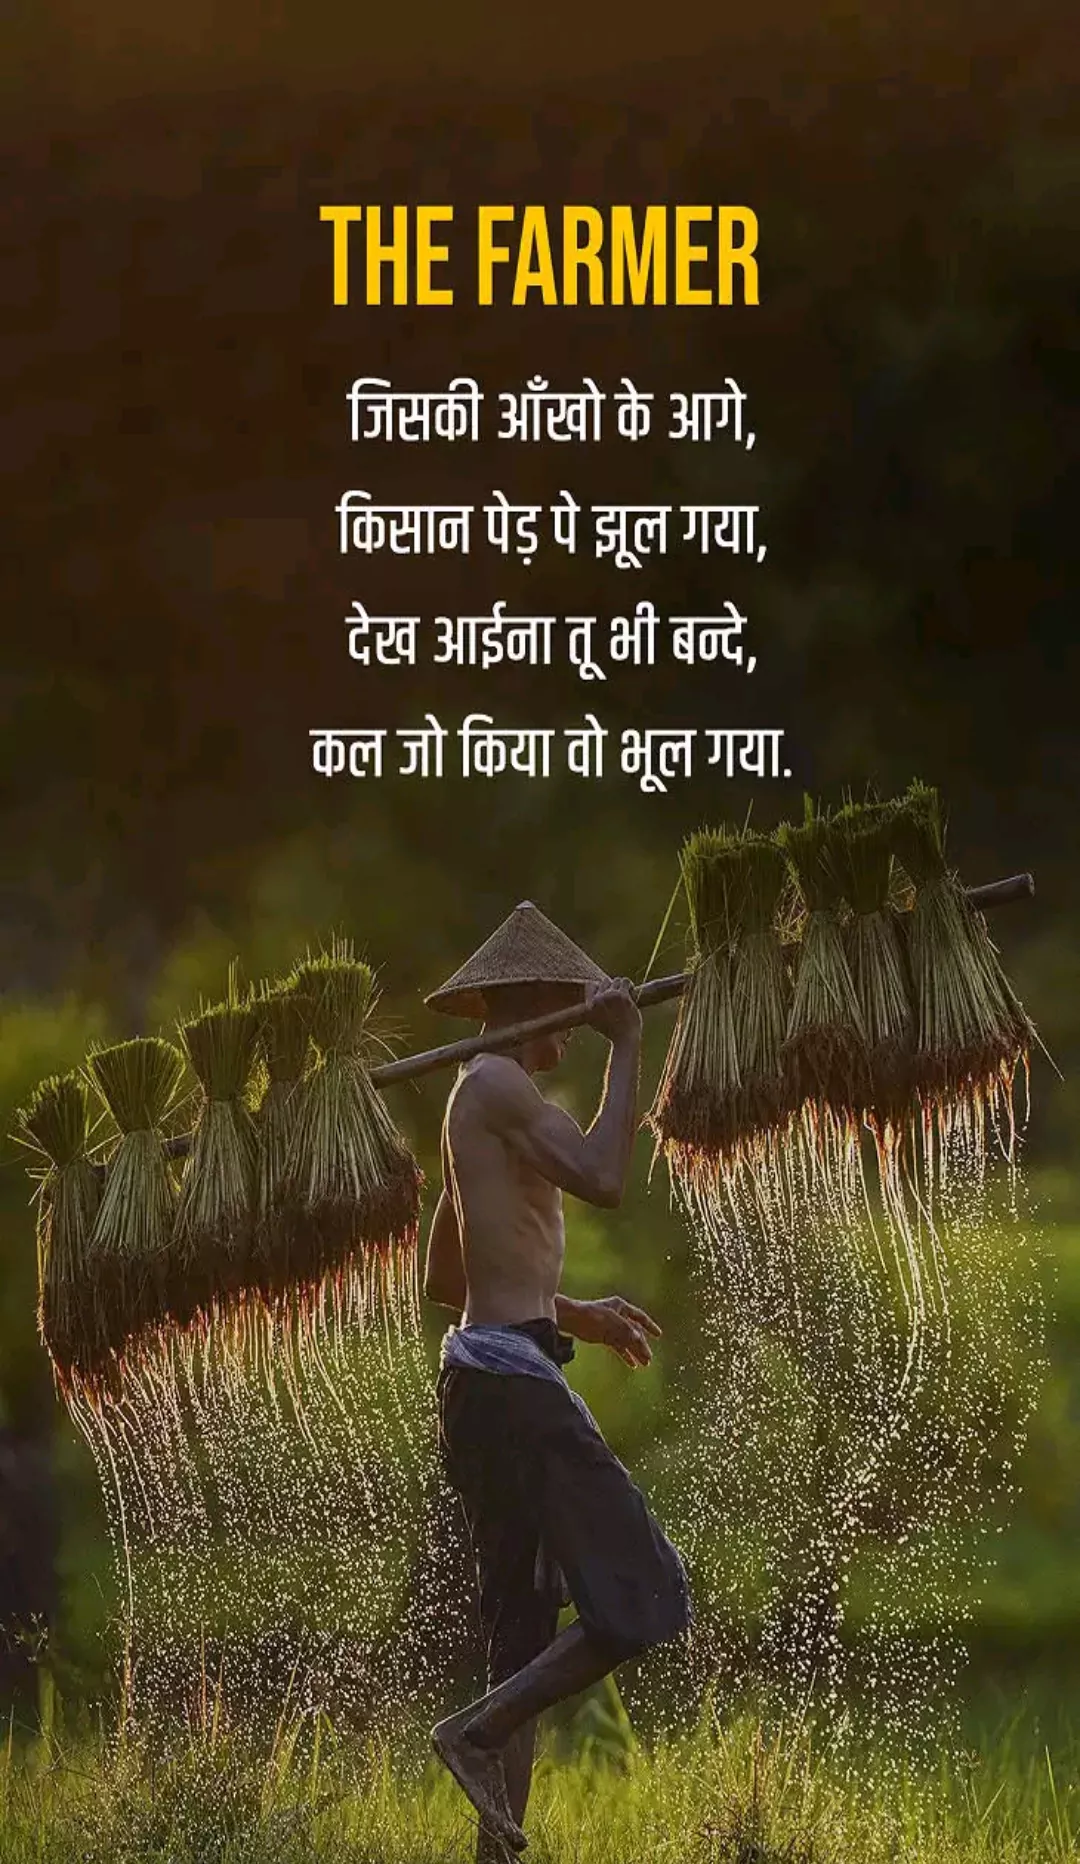 THE FARMER
जिसकी आँखो के आगे,
किसान पेड़ पे झूल गया,
देख आईना तू भी बन्दे,
कल जो किया वो भूल गया.